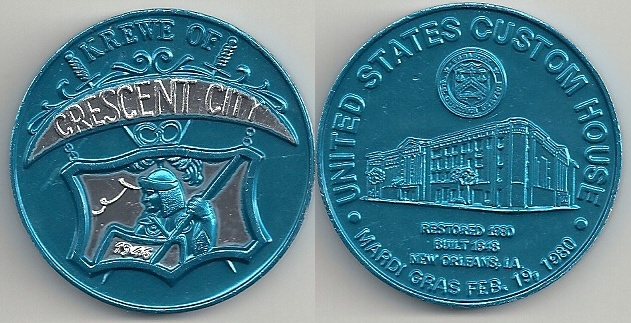 KREWE OF
CRESCENT CITY
1946
UNITED STATES CUSTOM HOUSE
RESTORED 1980
BUILT 1848
NEW ORLEANS, LA
• MARDI GRAS FEB. 19, 1980 •